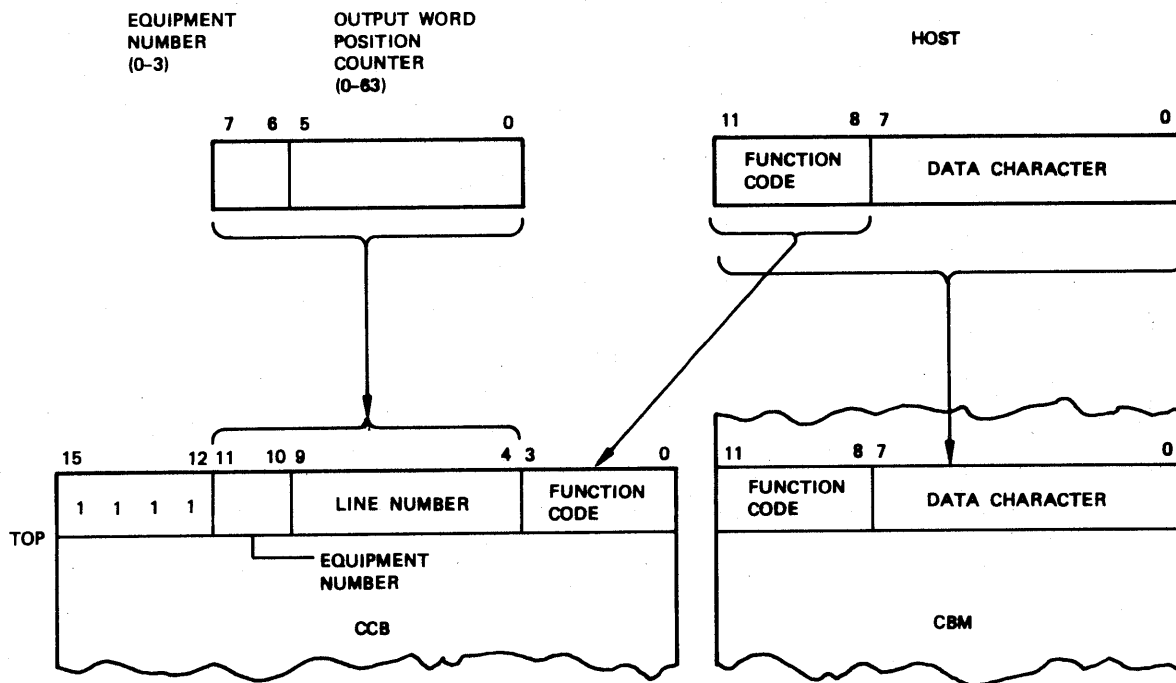 EQUIPMENT
NUMBER
(0-3)
OUTPUT WORD
POSITION
COUNTER
(0-63)
HOST
7 6 5 0
11 8 7 0
FUNCTION
CODE
DATA CHARACTER
15 12 11 10 9 4 3 0
11 8 7 0
TOP
1 1 1 1
LINE NUMBER
FUNCTION
CODE
FUNCTION
CODE
DATA CHARACTER
EQUIPMENT
NUMBER
CCB
CBM